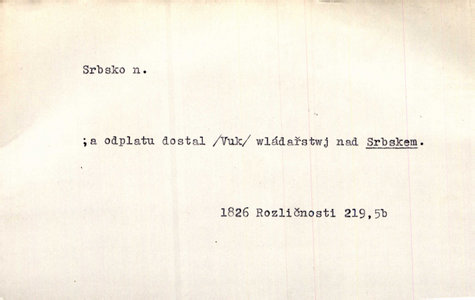 Srbsko n.
;a odplatu dostal /Vuk/ wládařstwj nad Srbskem.
1826 Rozličnosti 219,5b